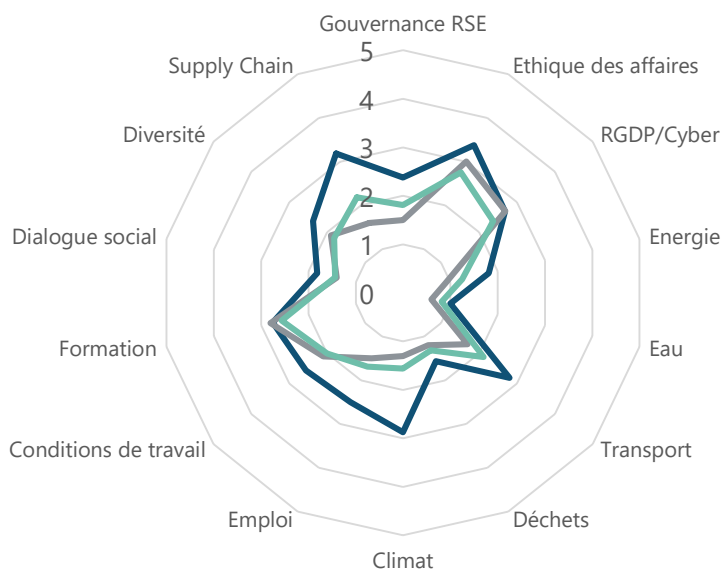 Gouvernance RSE
5
Ethique des affaires
Supply Chain
4
RGDP/Cyber
Diversité
3
2
Dialogue social
1
Energie
0
Formation
Eau
Conditions de travail
Transport
Emploi
Déchets
Climat